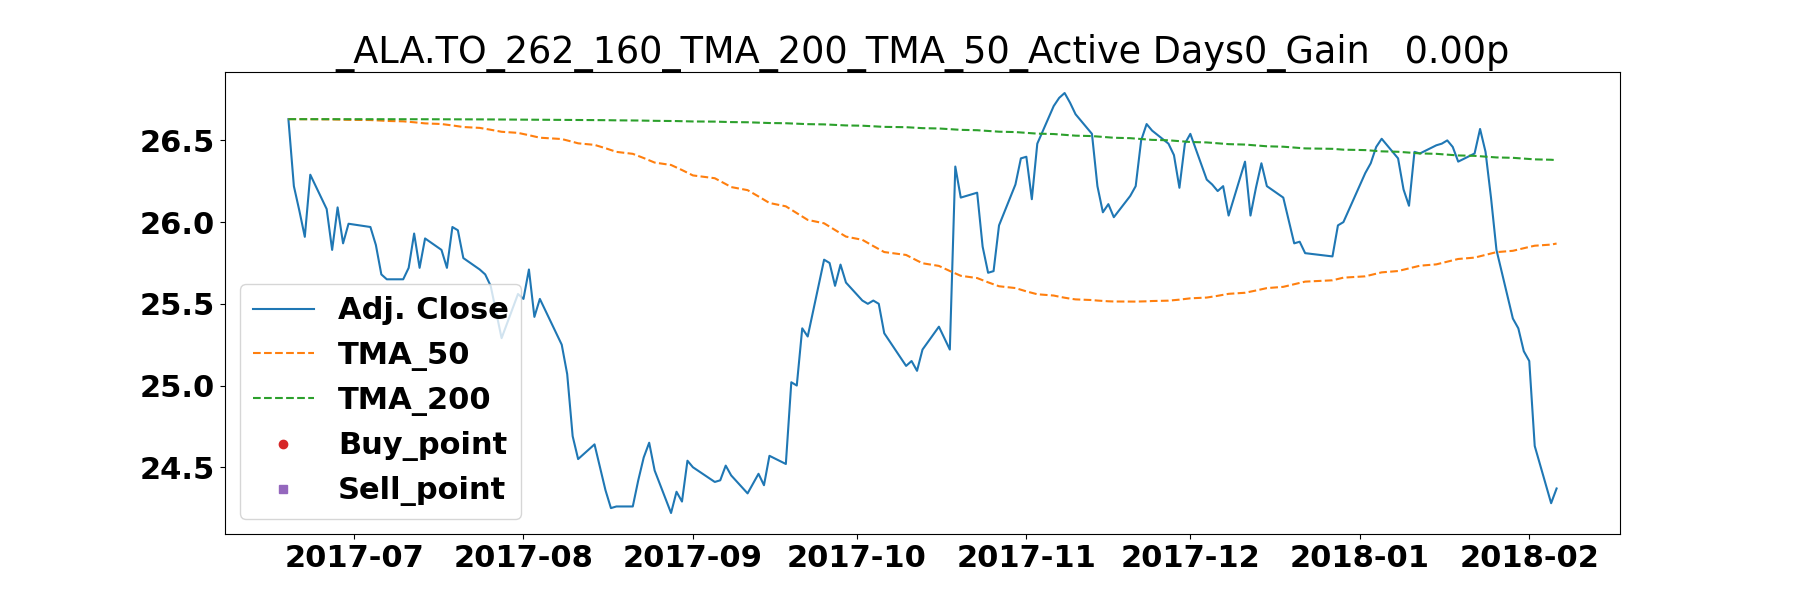 _ALA.TO_262_160_TMA_200_TMA_50_Active Days0_Gain   0.00p
26.5
26.0
25.5
25.0
24.5
Adj. Close
TMA_50
TMA_200
Buy_point
Sell_point
2017-07 2017-08 2017-09 2017-10 2017-11 2017-12 2018-01 2018-02